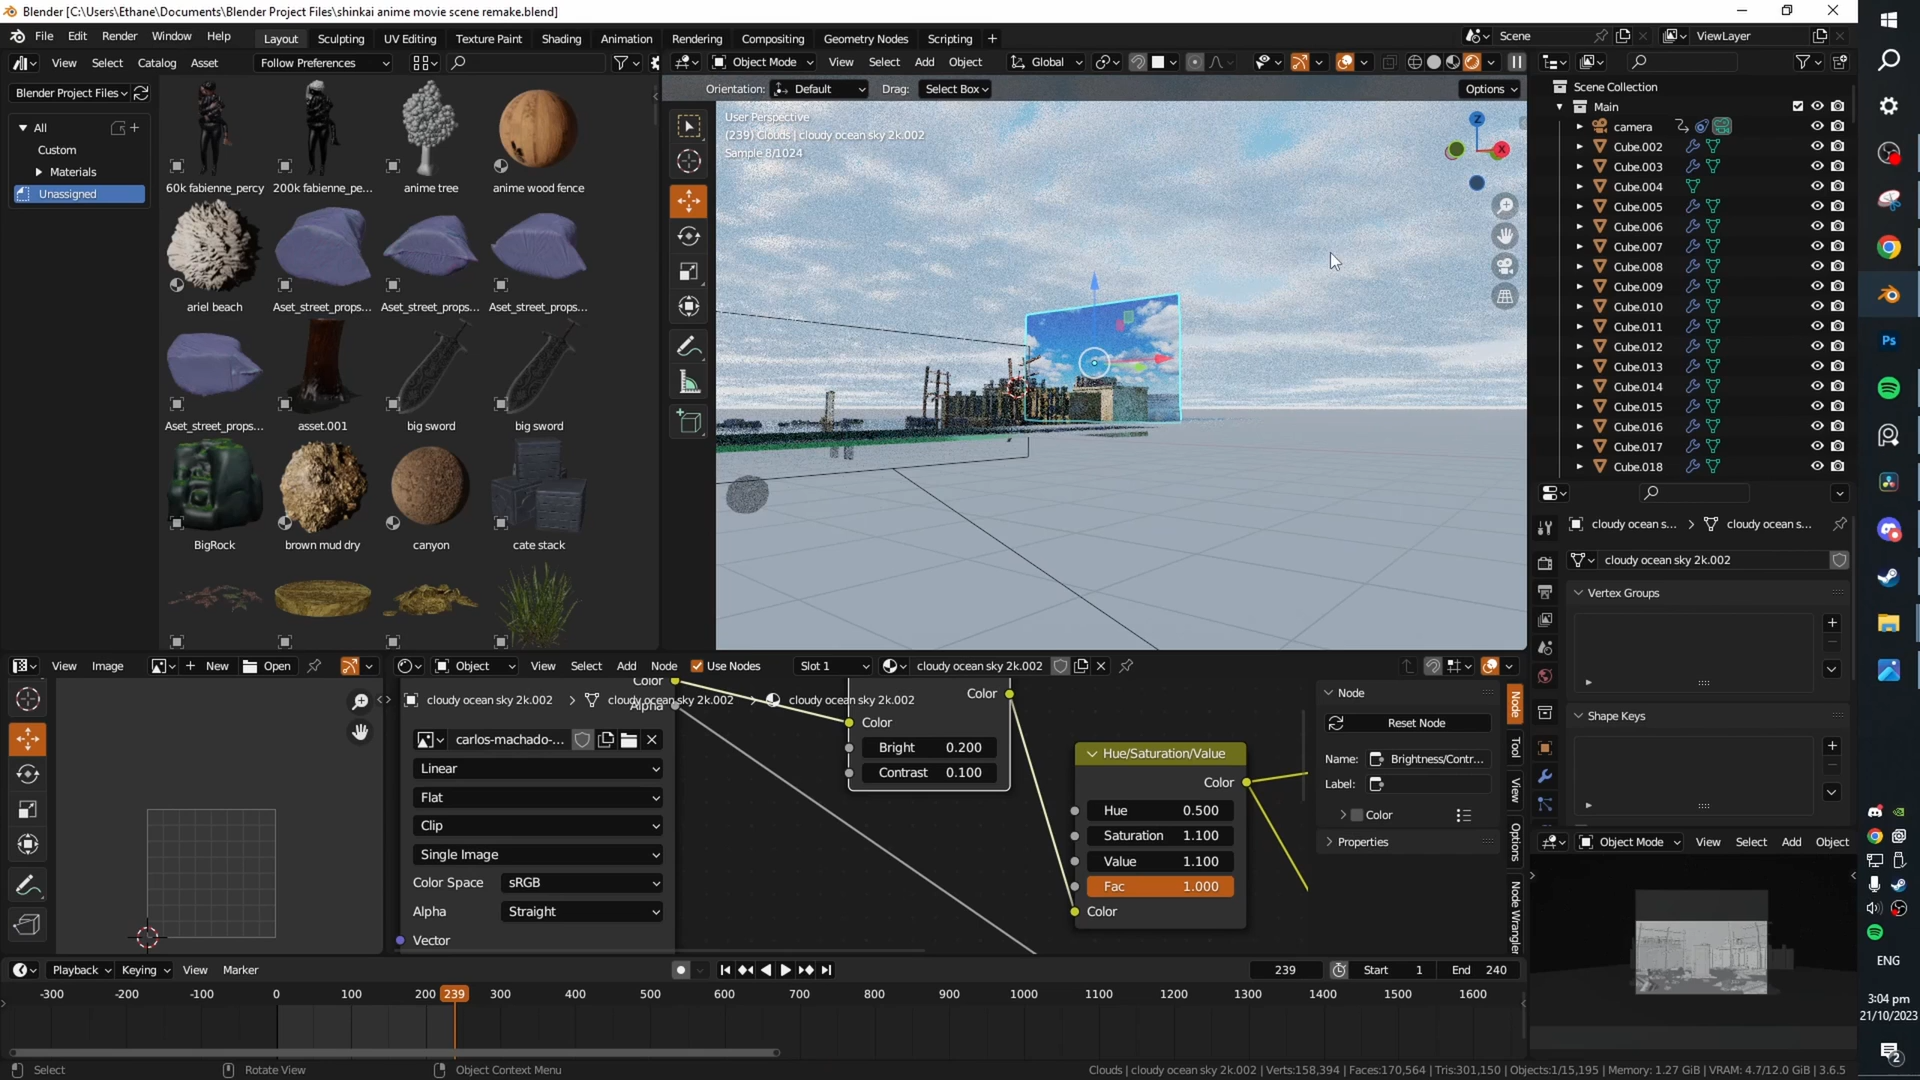 Blender [C:\Users\Ethane\Documents\Blender Project Files\shinkai anime movie scene remake.blend]
File Edit Render Window Help Layout Sculpting UV Editing Texture Paint Shading Animation Rendering Compositing Geometry Nodes Scripting + Scene ViewLayer
View Select Catalog Asset Follow Preferences Object Mode View Select Add Object Global
Blender Project Files Orientation: Default Drag: Select Box Options
Scene Collection
Main
All
Custom
Materials
Unassigned
60k fabienne_percy 200k fabienne_pe... anime tree anime wood fence
ariel beach Aset_street_props... Aset_street_props... Aset_street_props...
Aset_street_props... asset.001 big sword big sword
BigRock brown mud dry canyon cate stack
User Perspective
(239) Clouds | cloudy ocean sky 2k.002
Sample 8/1024
Z
X
camera
Cube.002
Cube.003
Cube.004
Cube.005
Cube.006
Cube.007
Cube.008
Cube.009
Cube.010
Cube.011
Cube.012
Cube.013
Cube.014
Cube.015
Cube.016
Cube.017
Cube.018
cloudy ocean s... cloudy ocean s...
cloudy ocean sky 2k.002
Vertex Groups
Shape Keys
Object Mode View Select Add Object
View Image New Open Object View Select Add Node Use Nodes Slot 1 cloudy ocean sky 2k.002
Color
cloudy ocean sky 2k.002 cloudy ocean sky 2k.002 cloudy ocean sky 2k.002
Alpha
carlos-machado-...
Linear
Flat
Clip
Single Image
Color Space sRGB
Alpha Straight
Vector
Color
Color
Bright 0.200
Contrast 0.100
Hue/Saturation/Value
Color
Hue 0.500
Saturation 1.100
Value 1.100
Fac 1.000
Color
Node
Reset Node
Name: Brightness/Contr...
Label:
Color
Properties
Node
Tool
View
Options
Node Wrangler
Playback Keying View Marker 239 Start 1 End 240
-300 -200 -100 0 100 200 239 300 400 500 600 700 800 900 1000 1100 1200 1300 1400 1500 1600
Select Rotate View Object Context Menu
Clouds | cloudy ocean sky 2k.002 | Verts:158,394 | Faces:170,564 | Tris:301,150 | Objects:1/15,195 | Memory: 1.27 GiB | VRAM: 4.7/12.0 GiB | 3.6.5
Ps
ENG
3:04 pm
21/10/2023
2